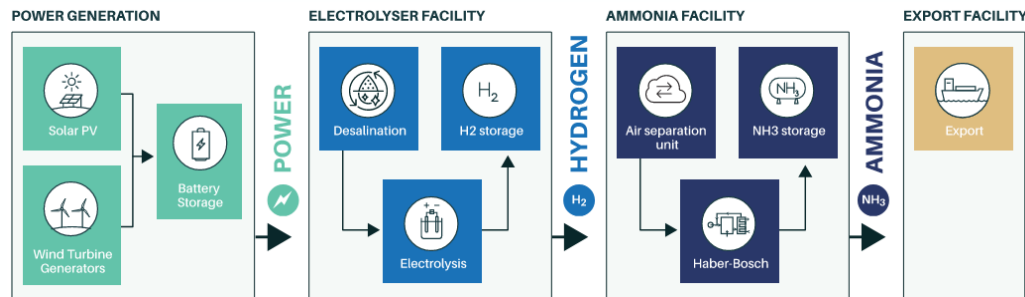 POWER GENERATION
Solar PV
Wind Turbine
Generators
Battery
Storage
POWER
ELECTROLYSER FACILITY
Desalination
H2 storage
H₂
+ -
Electrolysis
HYDROGEN
H₂
AMMONIA FACILITY
Air separation
unit
NH3 storage
NH₃
Haber-Bosch
AMMONIA
NH₃
EXPORT FACILITY
Export